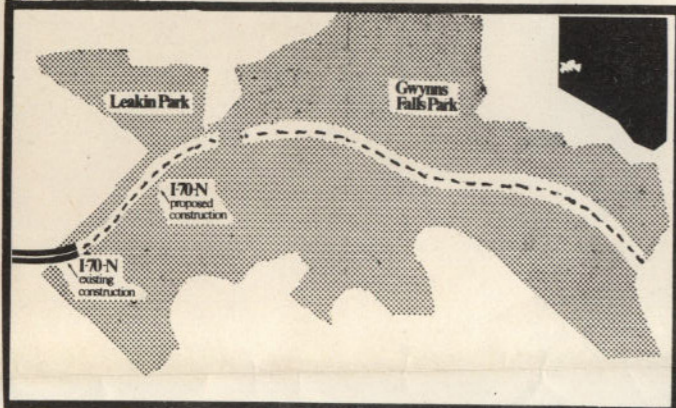 Leakin Park
Gwynns
Falls Park
I-70-N
proposed
construction
I-70-N
existing
construction